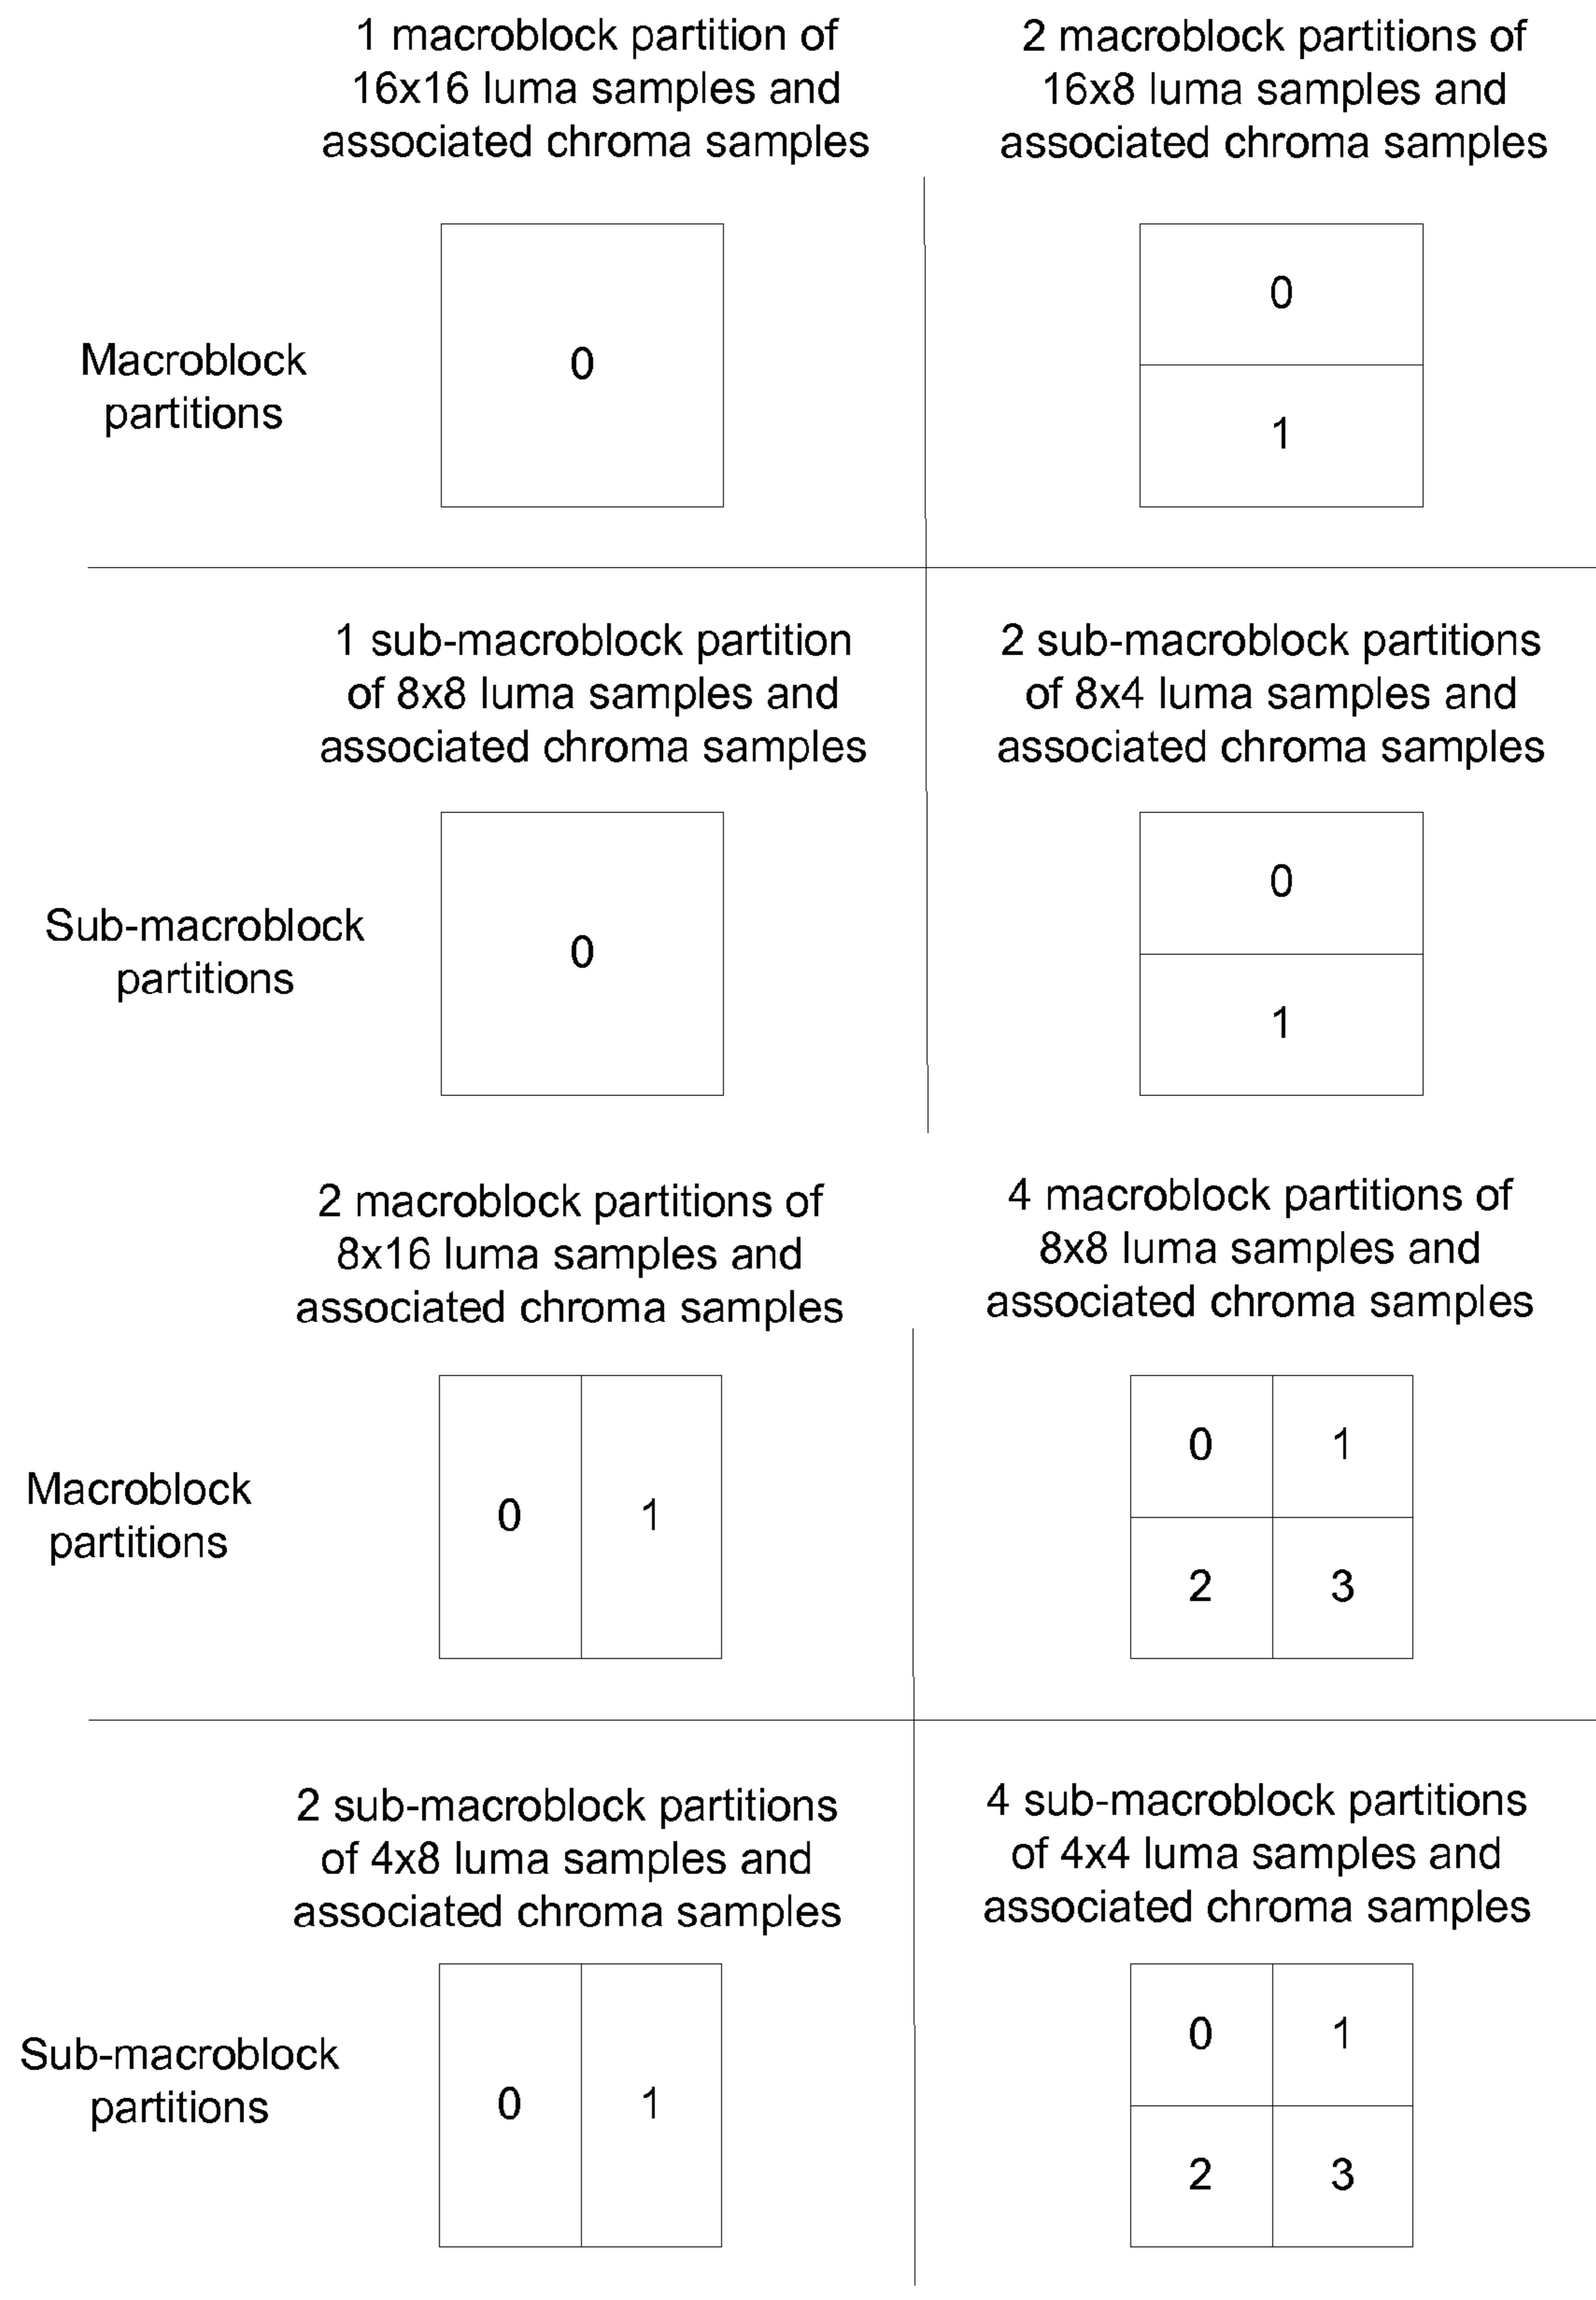 1 macroblock partition of
16x16 luma samples and
associated chroma samples
2 macroblock partitions of
16x8 luma samples and
associated chroma samples
Macroblock
partitions
0
0
1
1 sub-macroblock partition
of 8x8 luma samples and
associated chroma samples
2 sub-macroblock partitions
of 8x4 luma samples and
associated chroma samples
Sub-macroblock
partitions
0
0
1
2 macroblock partitions of
8x16 luma samples and
associated chroma samples
4 macroblock partitions of
8x8 luma samples and
associated chroma samples
Macroblock
partitions
0 1
0 1
2 3
2 sub-macroblock partitions
of 4x8 luma samples and
associated chroma samples
4 sub-macroblock partitions
of 4x4 luma samples and
associated chroma samples
Sub-macroblock
partitions
0 1
0 1
2 3